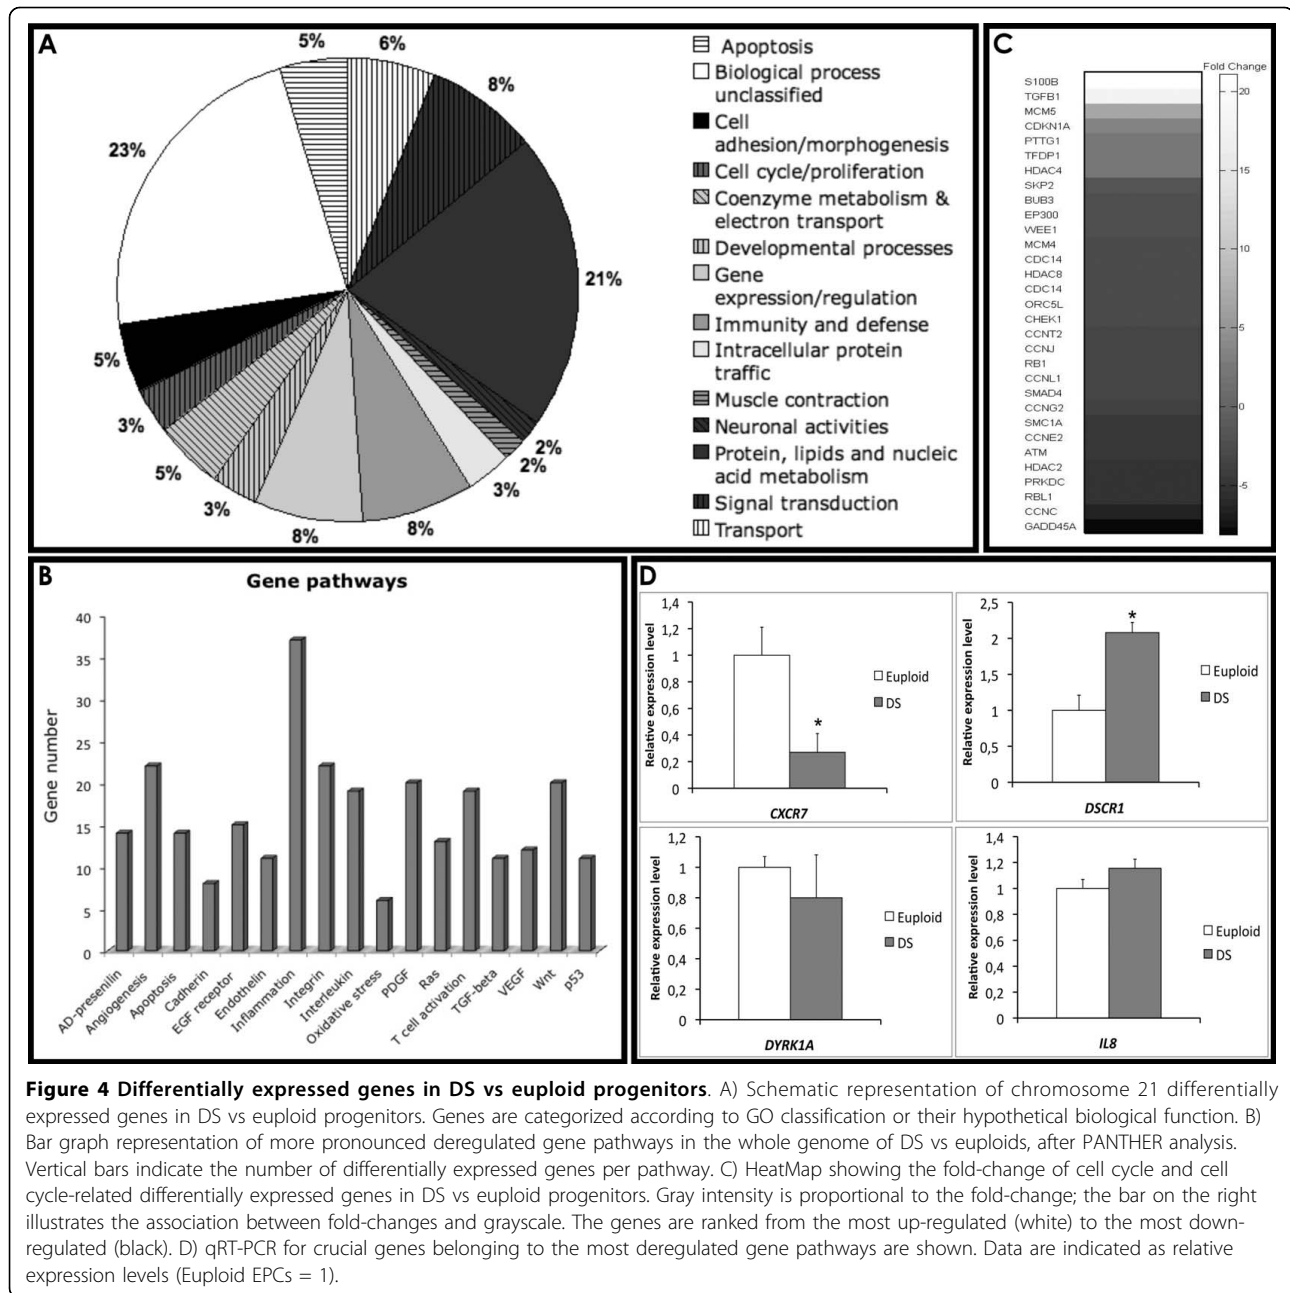 A
5%
6%
8%
23%
21%
5%
3%
5%
3%
8%
8%
3%
2%
2%
Apoptosis
Biological process
unclassified
Cell
adhesion/morphogenesis
Cell cycle/proliferation
Coenzyme metabolism &
electron transport
Developmental processes
Gene
expression/regulation
Immunity and defense
Intracellular protein
traffic
Muscle contraction
Neuronal activities
Protein, lipids and nucleic
acid metabolism
Signal transduction
Transport
C
Fold Change
S100B
TGFB1
MCM5
CDKN1A
PTTG1
TFDP1
HDAC4
SKP2
BUB3
EP300
WEE1
MCM4
CDC14
HDAC8
CDC14
ORC5L
CHEK1
CCNT2
CCNJ
RB1
CCNL1
SMAD4
CCNG2
SMC1A
CCNE2
ATM
HDAC2
PRKDC
RBL1
CCNC
GADD45A
20
15
10
5
0
-5
B
Gene pathways
Gene number
40
35
30
25
20
15
10
5
0
AD-presenilin
Angiogenesis
Apoptosis
Cadherin
EGF receptor
Endothelin
Inflammation
Integrin
Interleukin
Oxidative stress
PDGF
Ras
T cell activation
TGF-beta
VEGF
Wnt
p53
D
Relative expression level
1,4
1,2
1
0,8
0,6
0,4
0,2
0
*
Euploid
DS
CXCR7
Relative expression level
2,5
2
1,5
1
0,5
0
*
Euploid
DS
DSCR1
Relative expression level
1,2
1
0,8
0,6
0,4
0,2
0
Euploid
DS
DYRK1A
Relative expression level
1,4
1,2
1
0,8
0,6
0,4
0,2
0
Euploid
DS
IL8
Figure 4 Differentially expressed genes in DS vs euploid progenitors. A) Schematic representation of chromosome 21 differentially
expressed genes in DS vs euploid progenitors. Genes are categorized according to GO classification or their hypothetical biological function. B)
Bar graph representation of more pronounced deregulated gene pathways in the whole genome of DS vs euploids, after PANTHER analysis.
Vertical bars indicate the number of differentially expressed genes per pathway. C) HeatMap showing the fold-change of cell cycle and cell
cycle-related differentially expressed genes in DS vs euploid progenitors. Gray intensity is proportional to the fold-change; the bar on the right
illustrates the association between fold-changes and grayscale. The genes are ranked from the most up-regulated (white) to the most down-
regulated (black). D) qRT-PCR for crucial genes belonging to the most deregulated gene pathways are shown. Data are indicated as relative
expression levels (Euploid EPCs = 1).